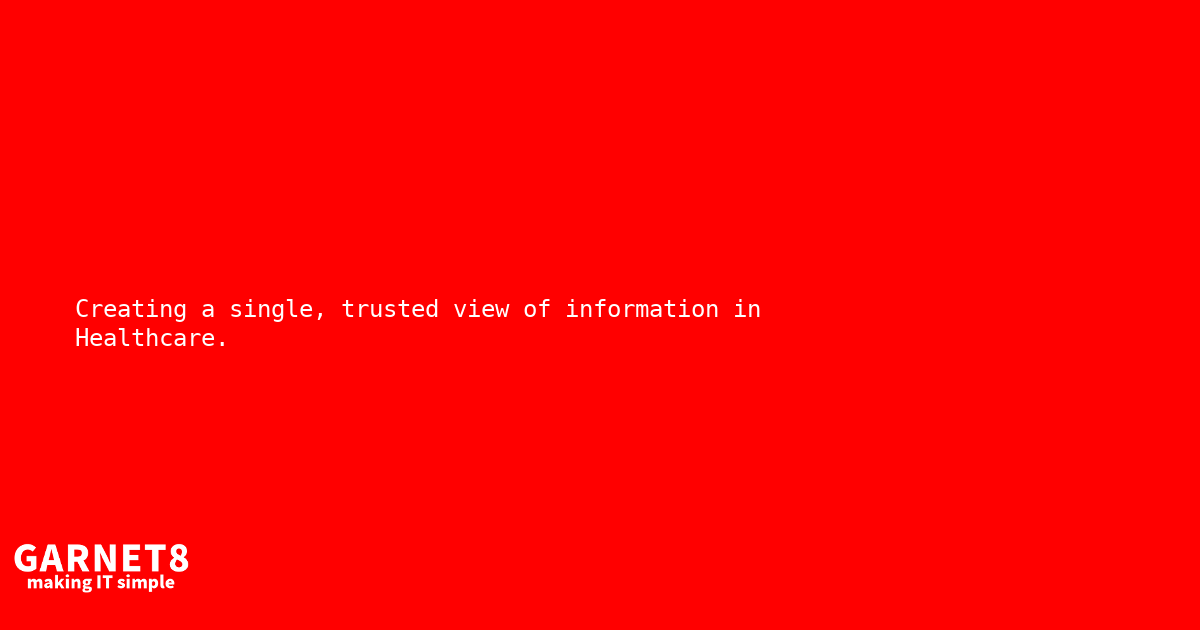 Creating a single, trusted view of information in
Healthcare.
GARNET8
making IT simple